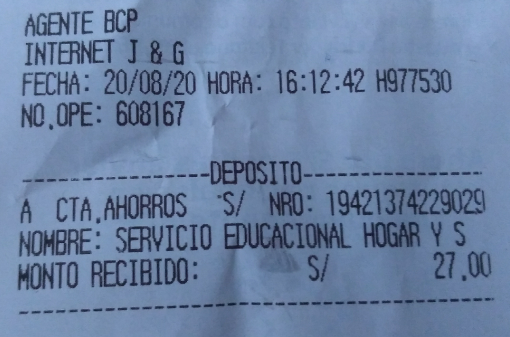 AGENTE BCP
INTERNET J & G
FECHA: 20/08/20 HORA: 16:12:42 H977530
NO.OPE: 608167
--------------------DEPOSITO--------------------
A CTA.AHORROS S/ NRO: 19421374229029
NOMBRE: SERVICIO EDUCACIONAL HOGAR Y S
MONTO RECIBIDO: S/ 27.00